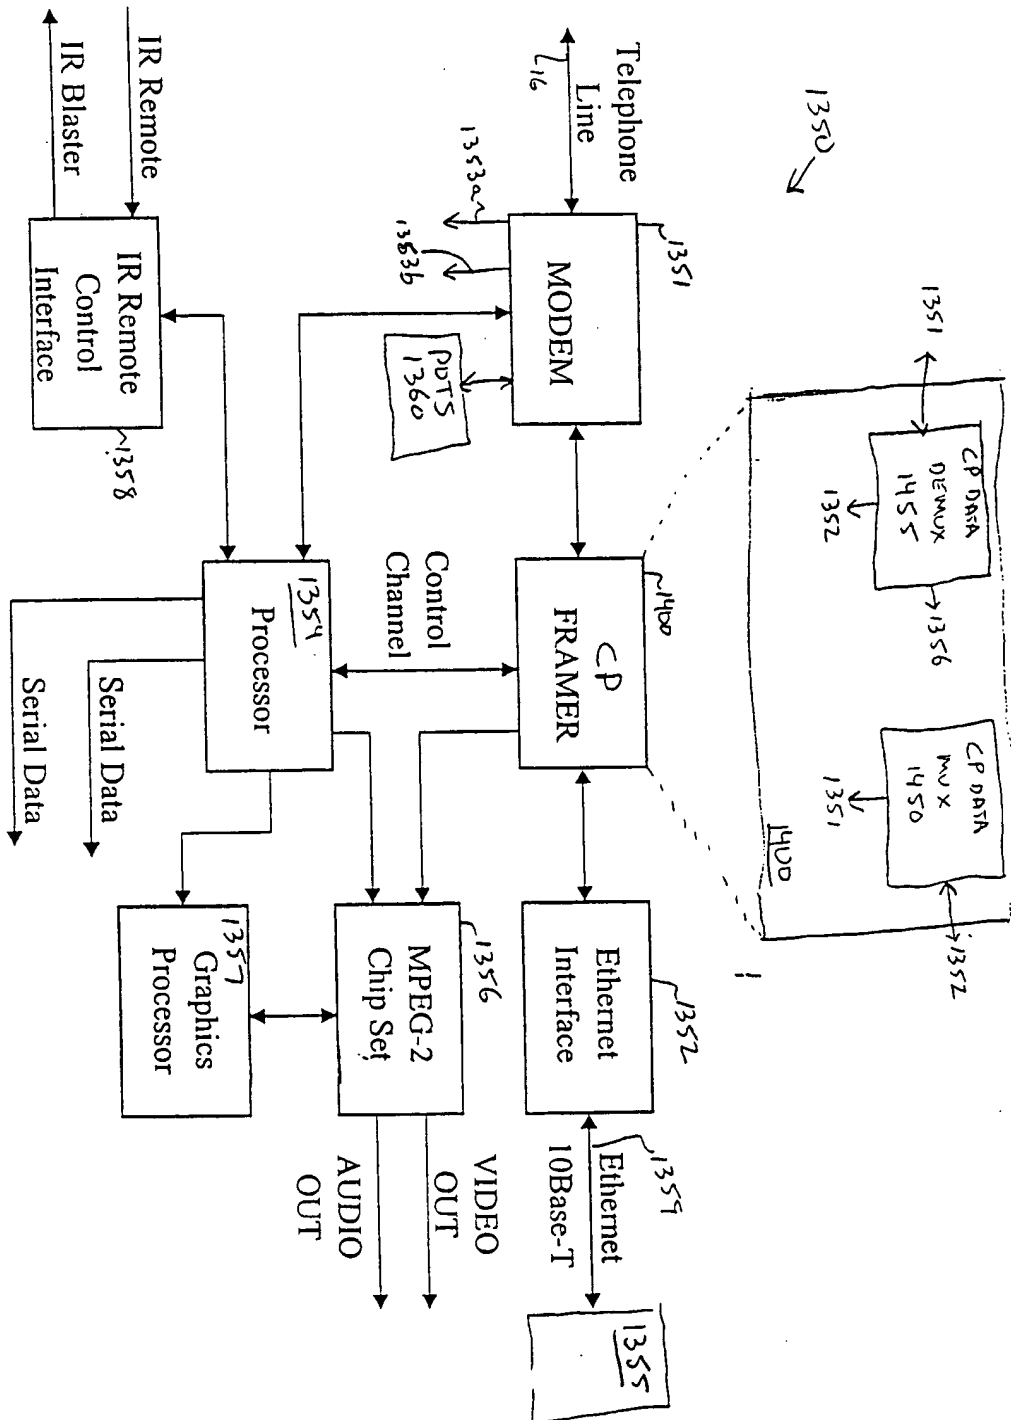 1350
1351
CP DATA
DEMUX
1455
1352
1356
CP DATA
MUX
1450
1351
1352
1400
Telephone
Line
16
1351
MODEM
1353a
1353b
POTS
1360
1400
CP
FRAMER
Control
Channel
1352
Ethernet
Interface
1359
Ethernet
10Base-T
1355
1356
MPEG-2
Chip Set
VIDEO
OUT
AUDIO
OUT
1354
Processor
1357
Graphics
Processor
IR Remote
IR Blaster
IR Remote
Control
Interface
1358
Serial Data
Serial Data